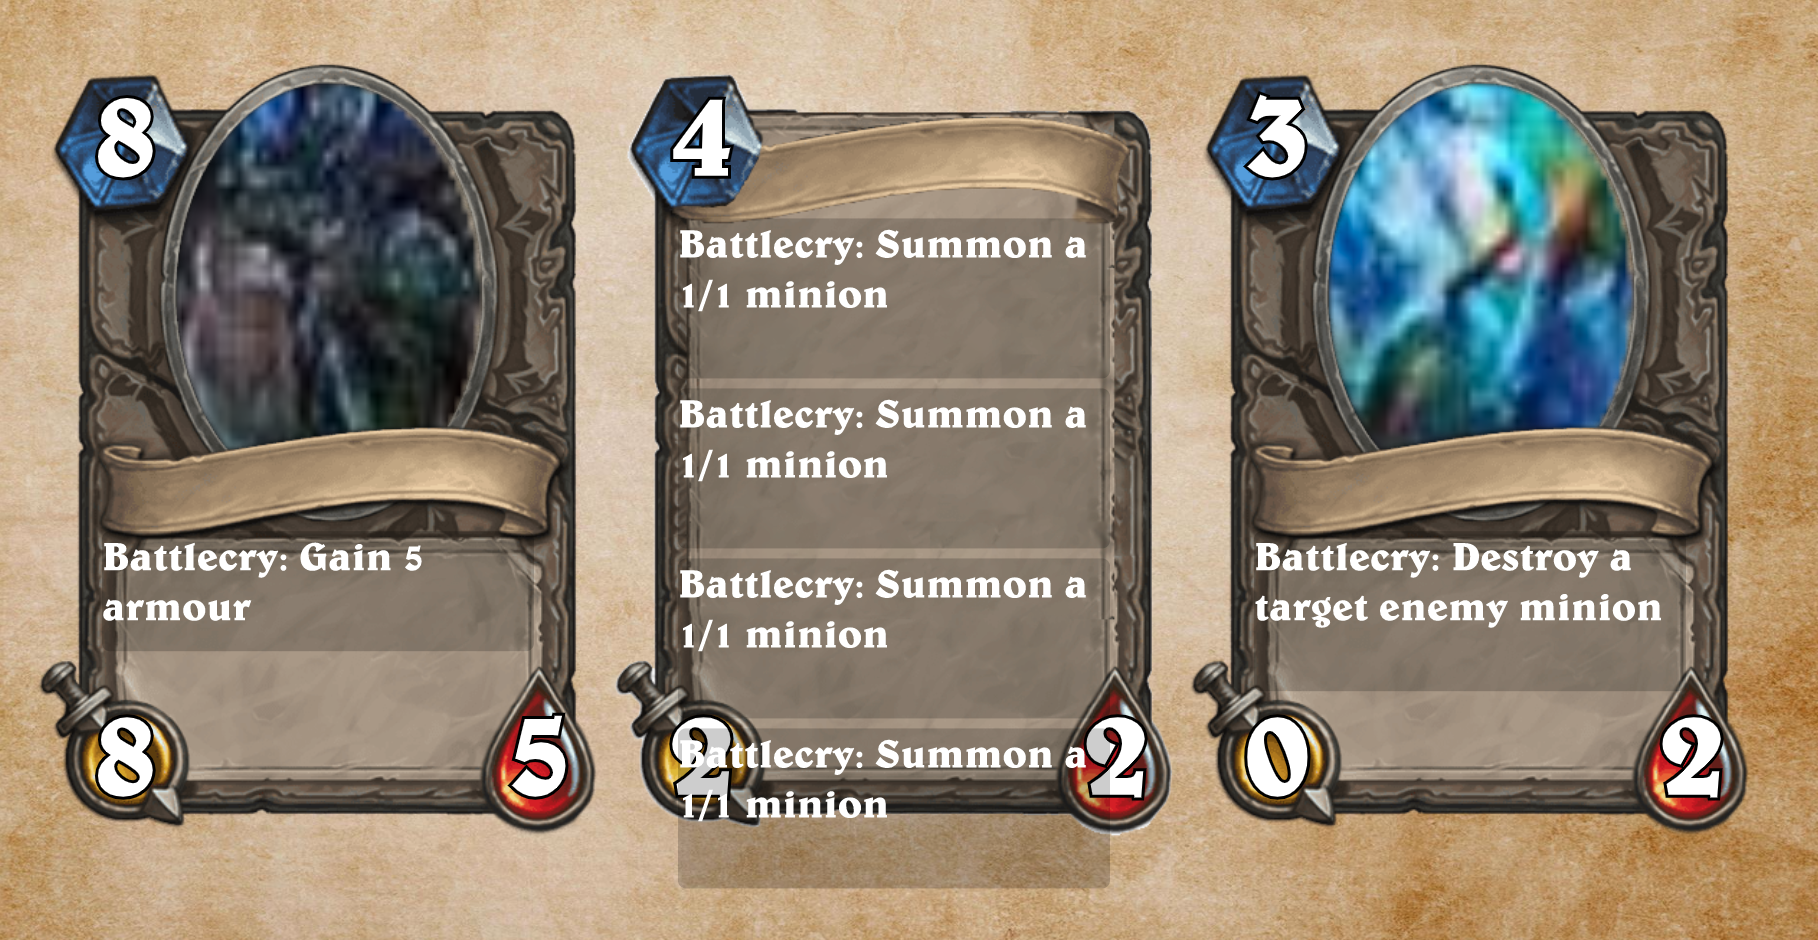 8
Battlecry: Gain 5
armour
8
5
4
Battlecry: Summon a
1/1 minion
Battlecry: Summon a
1/1 minion
Battlecry: Summon a
1/1 minion
Battlecry: Summon a
1/1 minion
2
2
3
Battlecry: Destroy a
target enemy minion
0
2